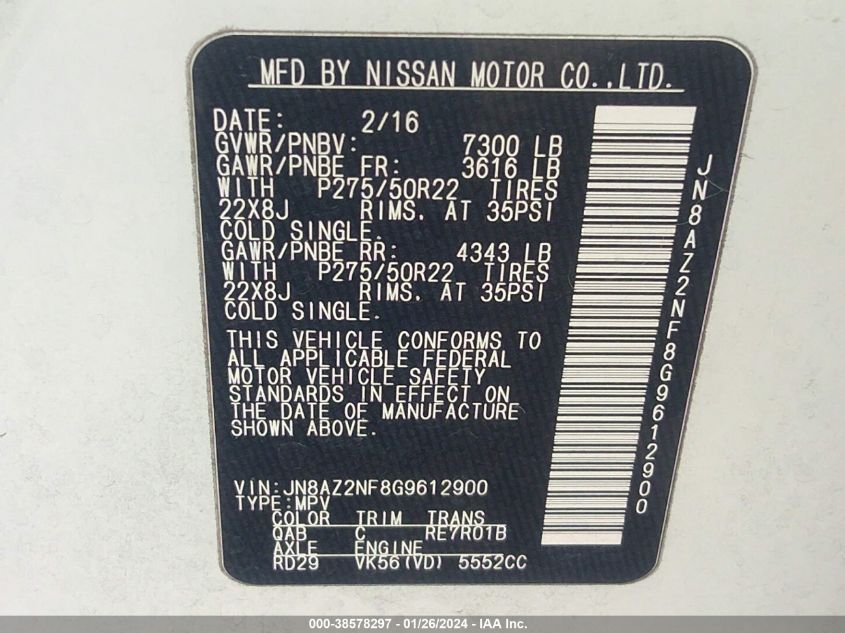 MFD BY NISSAN MOTOR CO.,LTD.
DATE: 2/16
GVWR/PNBV: 7300 LB
GAWR/PNBE FR: 3616 LB
WITH P275/50R22 TIRES
22X8J RIMS. AT 35PSI
COLD SINGLE.
GAWR/PNBE RR: 4343 LB
WITH P275/50R22 TIRES
22X8J RIMS. AT 35PSI
COLD SINGLE.
THIS VEHICLE CONFORMS TO
ALL APPLICABLE FEDERAL
MOTOR VEHICLE SAFETY
STANDARDS IN EFFECT ON
THE DATE OF MANUFACTURE
SHOWN ABOVE.
VIN:JN8AZ2NF8G9612900
TYPE:MPV
COLOR TRIM TRANS
QAB C RE7R01B
AXLE ENGINE
RD29 VK56(VD) 5552CC
JN8AZ2NF8G9612900
000-38578297 - 01/26/2024 - IAA Inc.